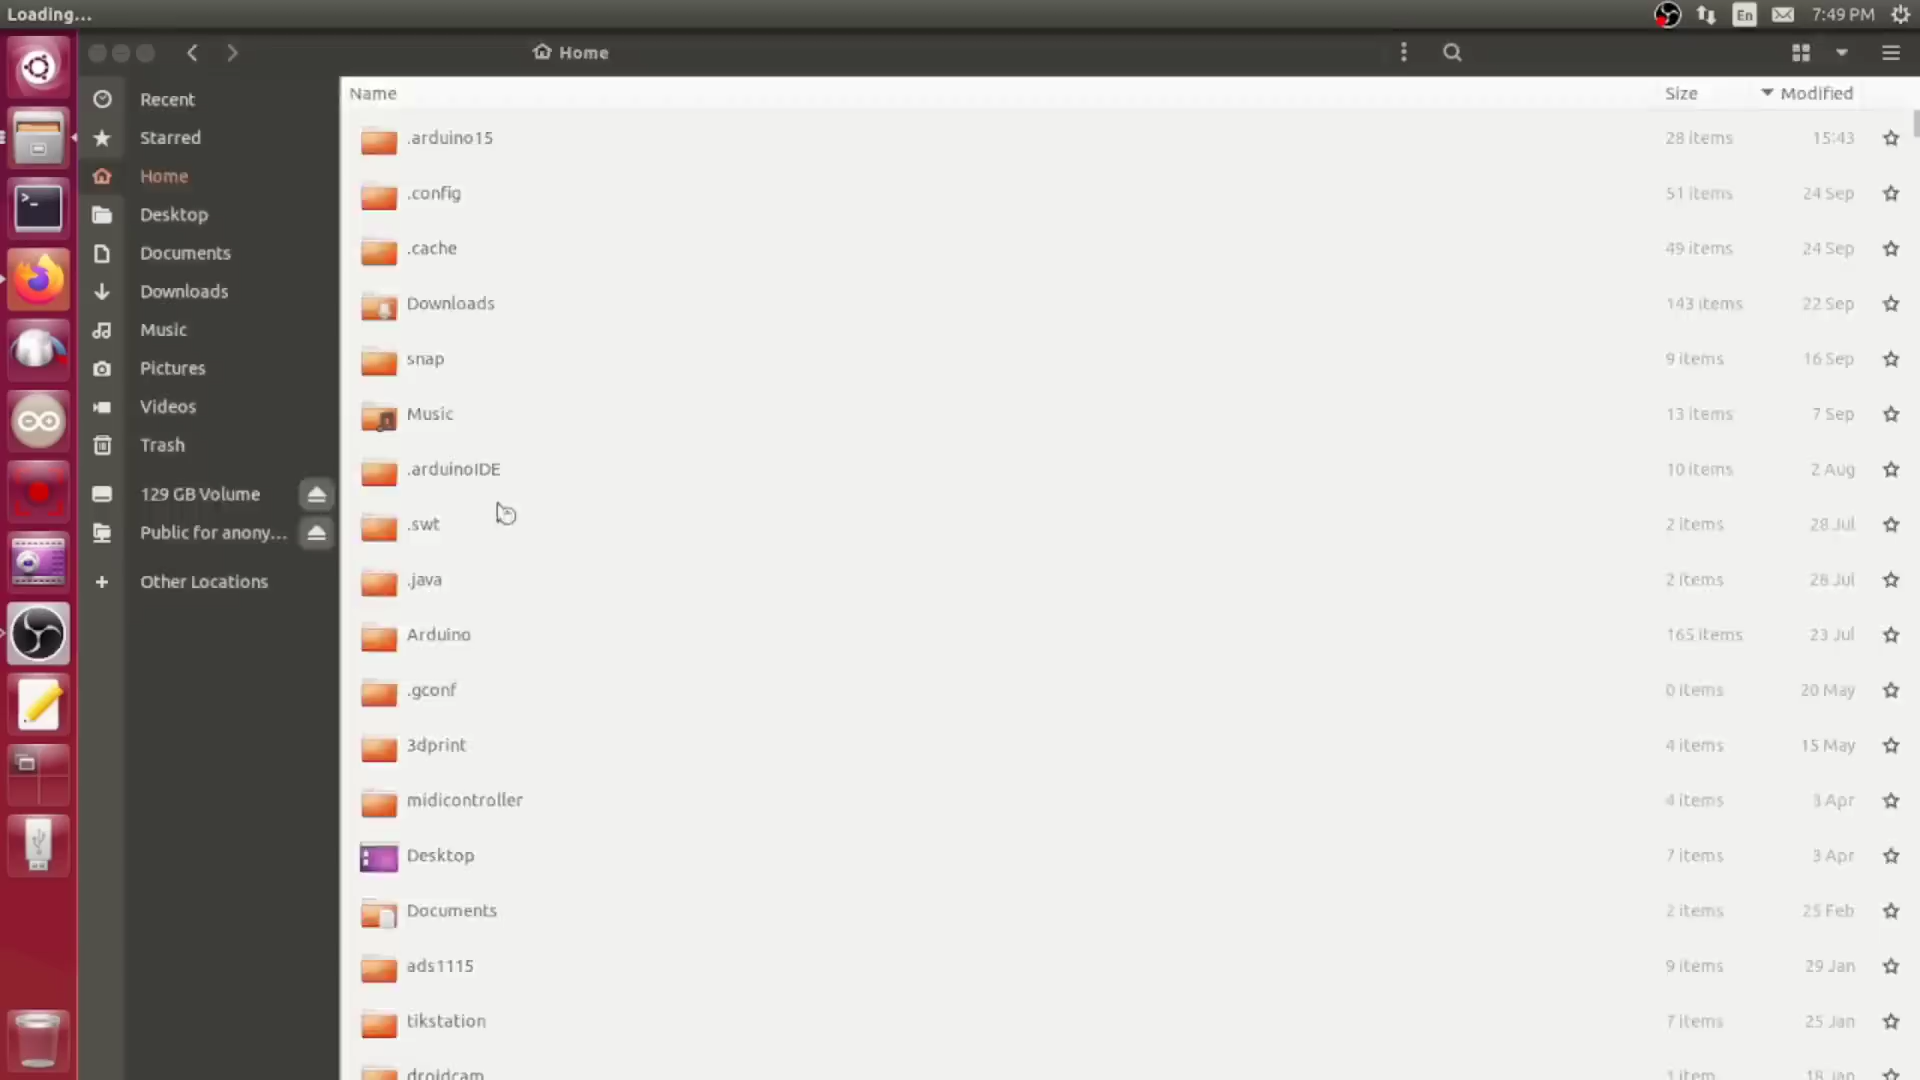 Loading...
En
7:49 PM
Home
Recent
Starred
Home
Desktop
Documents
Downloads
Music
Pictures
Videos
Trash
129 GB Volume
Public for anony...
Other Locations
Name Size Modified
.arduino15 28 items 15:43
.config 51 items 24 Sep
.cache 49 items 24 Sep
Downloads 143 items 22 Sep
snap 9 items 16 Sep
Music 13 items 7 Sep
.arduinoIDE 10 items 2 Aug
.swt 2 items 28 Jul
.java 2 items 28 Jul
Arduino 165 items 23 Jul
.gconf 0 items 20 May
3dprint 4 items 15 May
midicontroller 4 items 3 Apr
Desktop 7 items 3 Apr
Documents 2 items 25 Feb
ads1115 9 items 29 Jan
tikstation 7 items 25 Jan
droidcam 1 item 18 Jan